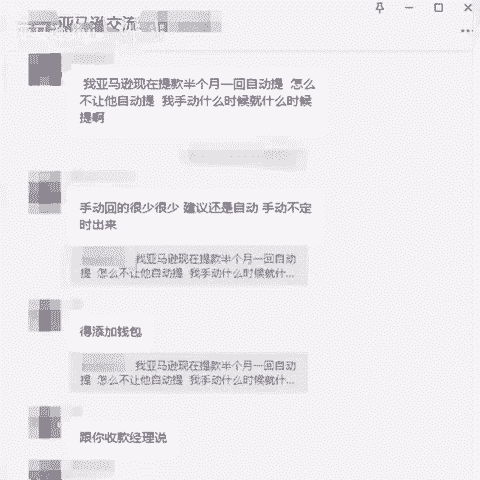 亚马逊交流
我亚马逊现在提款半个月一回自动提 怎么
不让他自动提 我手动什么时候就什么时候
提啊
手动回的很少很少 建议还是自动 手动不定
时出来
我亚马逊现在提款半个月一回自动
提 怎么不让他自动提 我手动什么时候就什...
得添加钱包
我亚马逊现在提款半个月一回自动
提 怎么不让他自动提 我手动什么时候就什...
跟你收款经理说